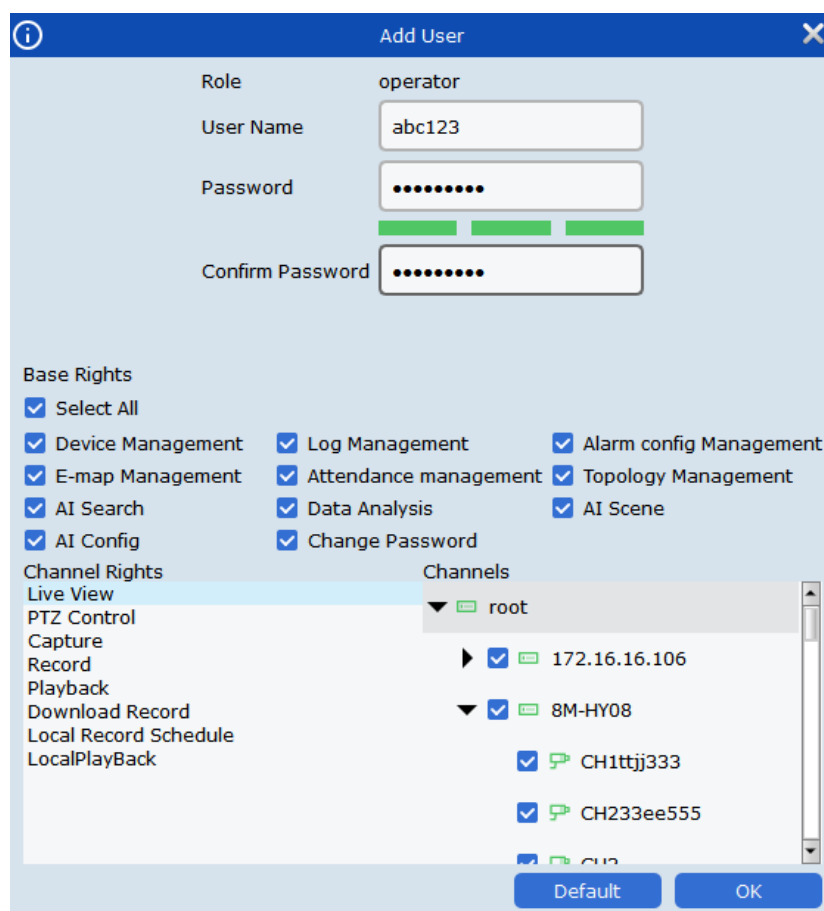 Add User
Role operator
User Name abc123
Password •••••••••
Confirm Password •••••••••
Base Rights
Select All
Device Management Log Management Alarm config Management
E-map Management Attendance management Topology Management
AI Search Data Analysis AI Scene
AI Config Change Password
Channel Rights Channels
Live View
PTZ Control
Capture
Record
Playback
Download Record
Local Record Schedule
LocalPlayBack
root
172.16.16.106
8M-HY08
CH1ttjj333
CH233ee555
Default OK